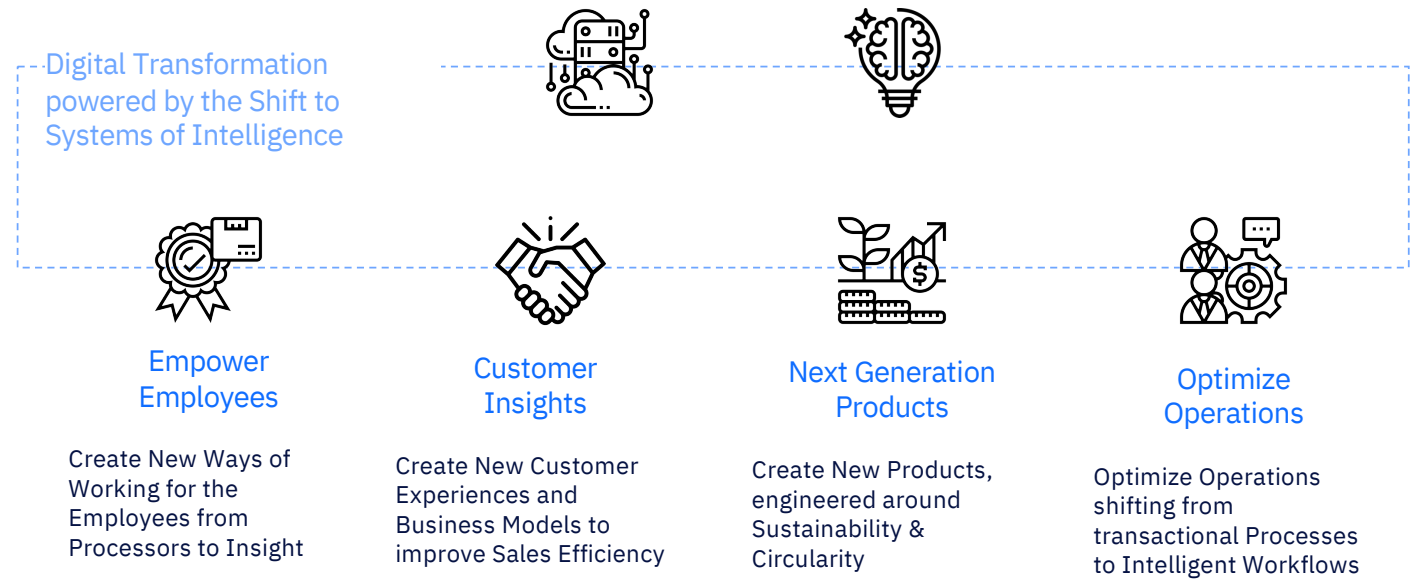 Digital Transformation
powered by the Shift to
Systems of Intelligence
Empower
Employees
Create New Ways of
Working for the
Employees from
Processors to Insight
Customer
Insights
Create New Customer
Experiences and
Business Models to
improve Sales Efficiency
Next Generation
Products
Create New Products,
engineered around
Sustainability &
Circularity
Optimize
Operations
Optimize Operations
shifting from
transactional Processes
to Intelligent Workflows